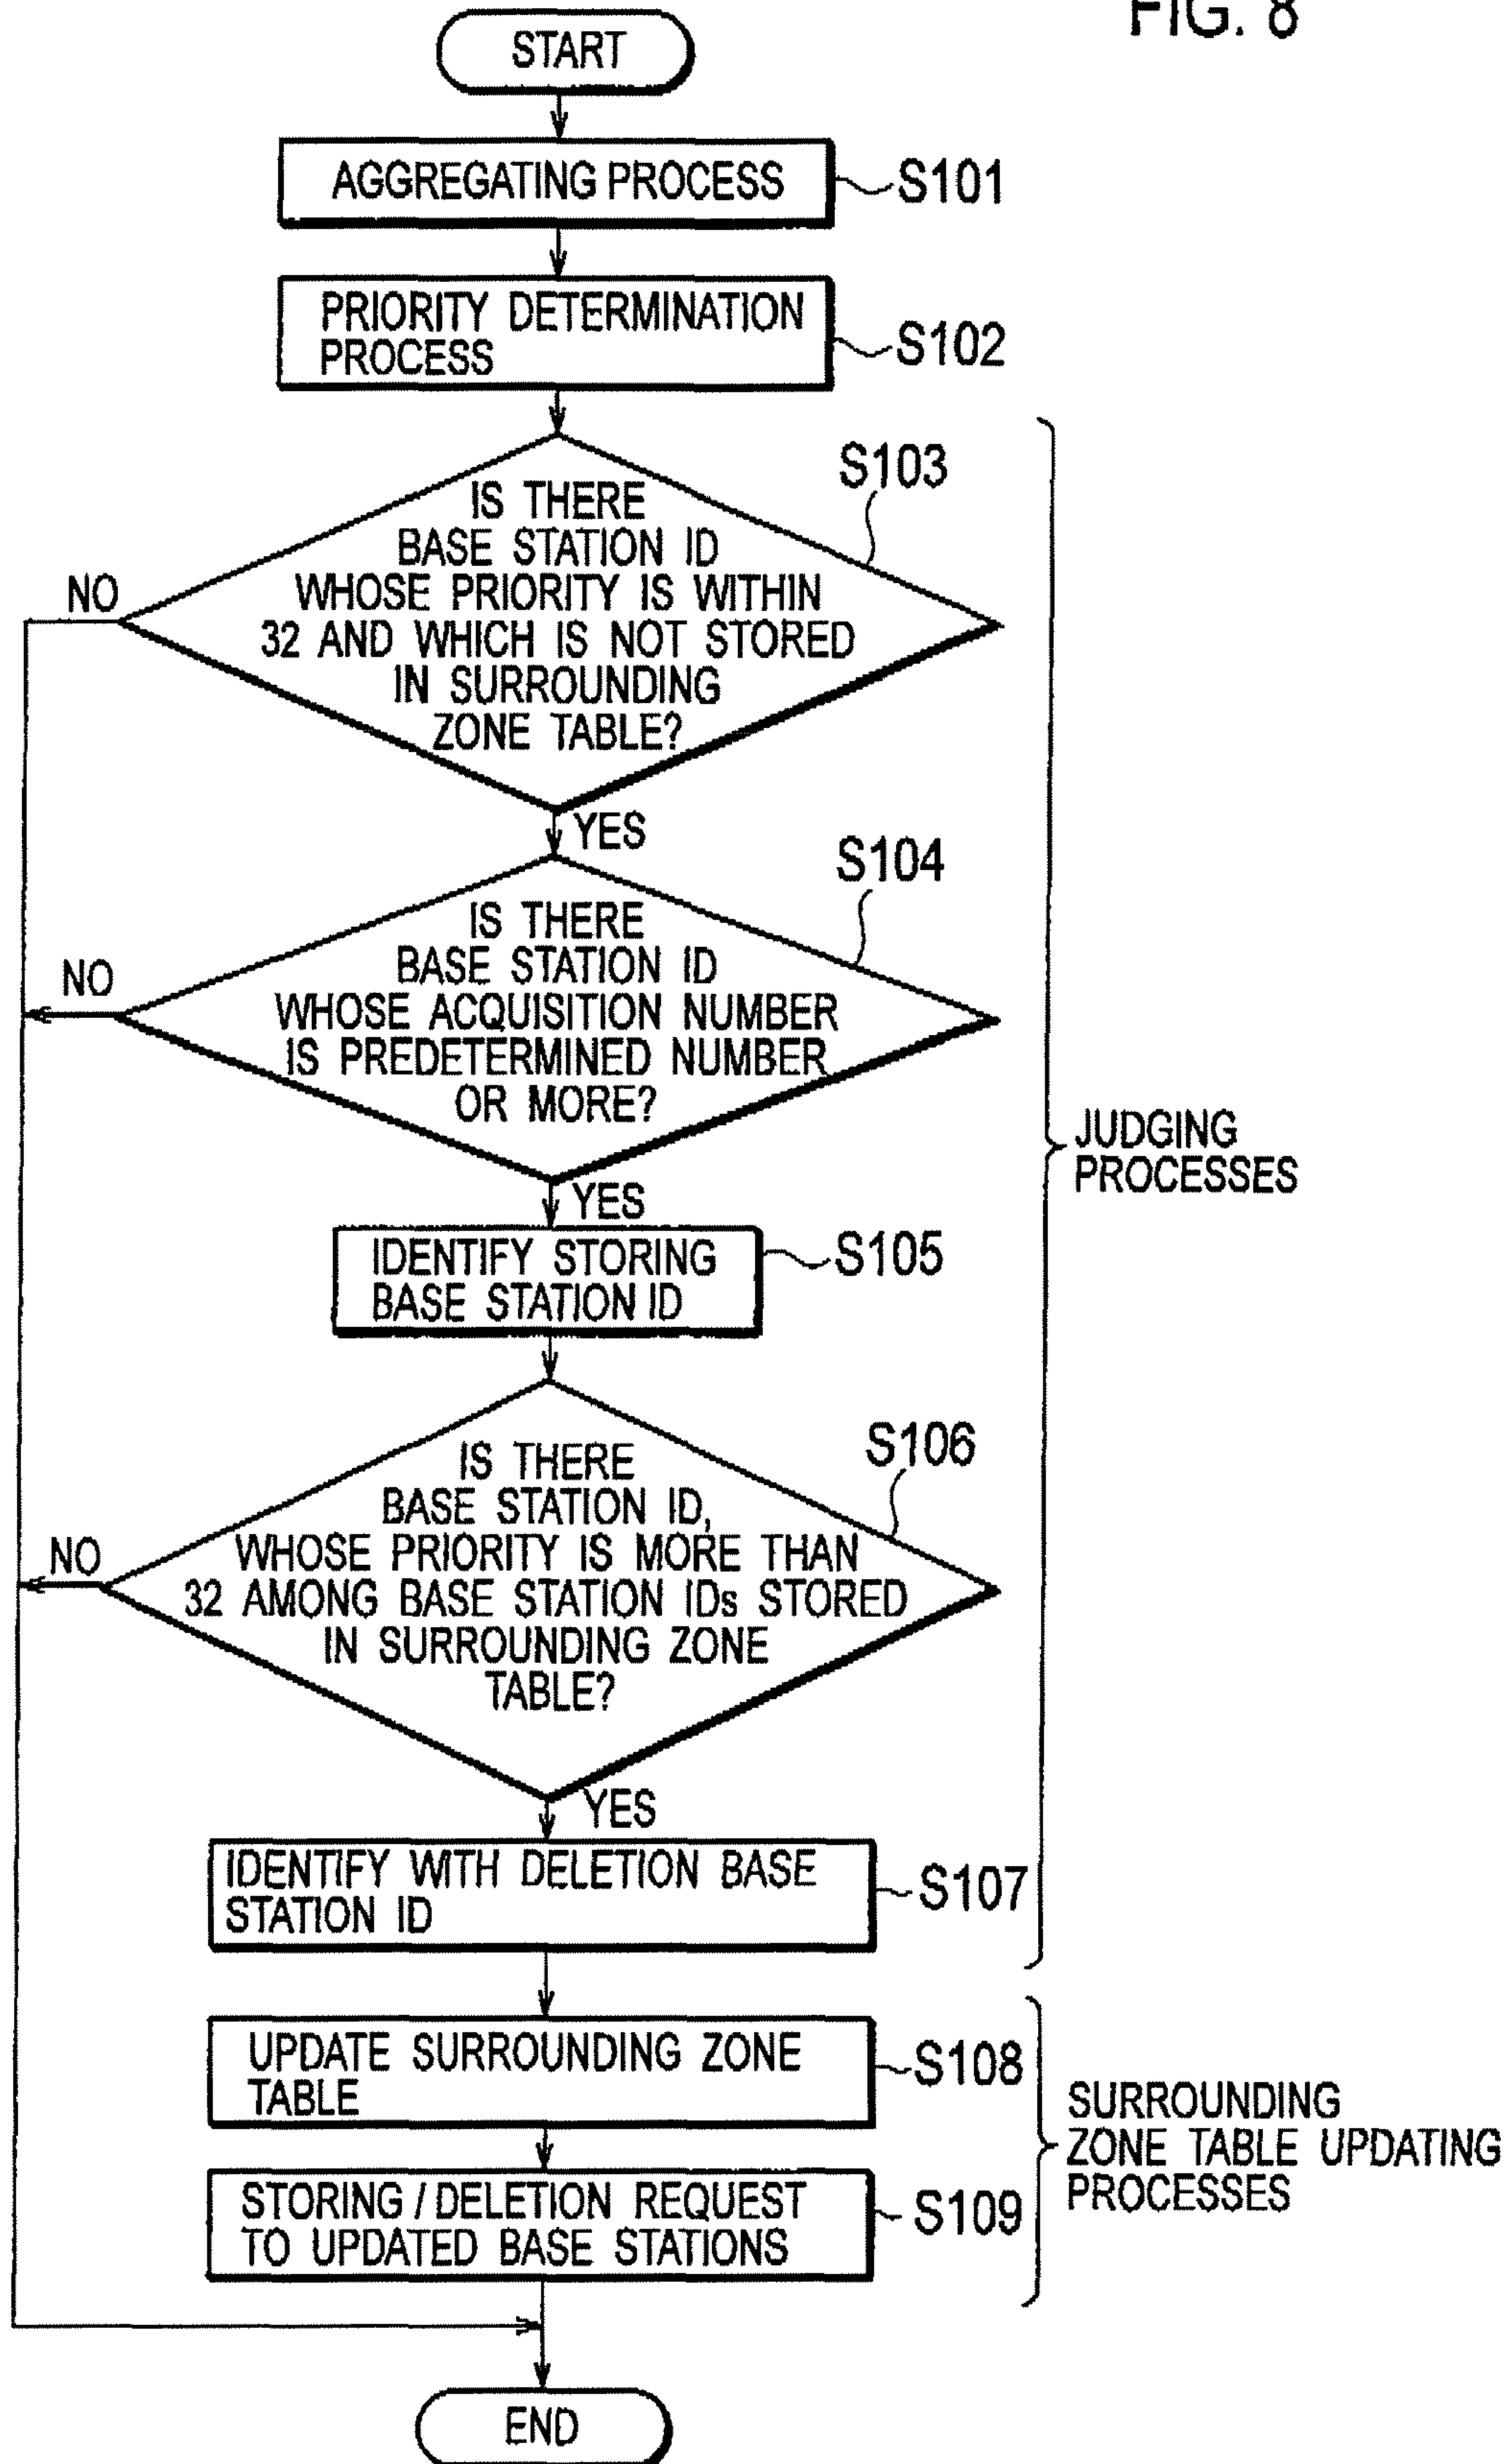 FIG. 8
START
AGGREGATING PROCESS
S101
PRIORITY DETERMINATION
PROCESS
S102
S103
IS THERE
BASE STATION ID
WHOSE PRIORITY IS WITHIN
32 AND WHICH IS NOT STORED
IN SURROUNDING
ZONE TABLE?
NO
YES
S104
IS THERE
BASE STATION ID
WHOSE ACQUISITION NUMBER
IS PREDETERMINED NUMBER
OR MORE?
NO
YES
JUDGING
PROCESSES
IDENTIFY STORING
BASE STATION ID
S105
S106
IS THERE
BASE STATION ID,
WHOSE PRIORITY IS MORE THAN
32 AMONG BASE STATION IDs STORED
IN SURROUNDING ZONE
TABLE?
NO
YES
IDENTIFY WITH DELETION BASE
STATION ID
S107
UPDATE SURROUNDING ZONE
TABLE
S108
SURROUNDING
ZONE TABLE UPDATING
PROCESSES
STORING / DELETION REQUEST
TO UPDATED BASE STATIONS
S109
END